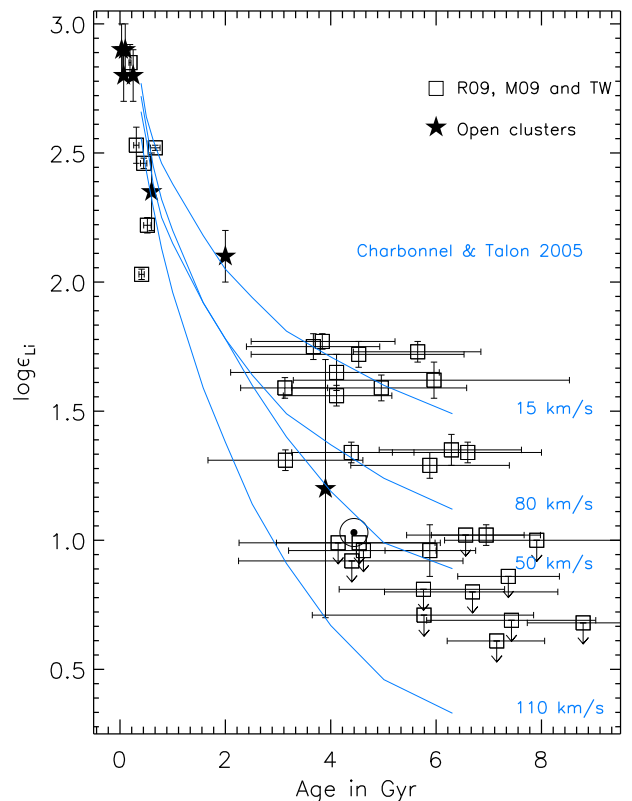 R09, M09 and TW
Open clusters
Charbonnel & Talon 2005
15 km/s
80 km/s
50 km/s
110 km/s
3.0
2.5
2.0
1.5
1.0
0.5
logϵLi
0 2 4 6 8
Age in Gyr